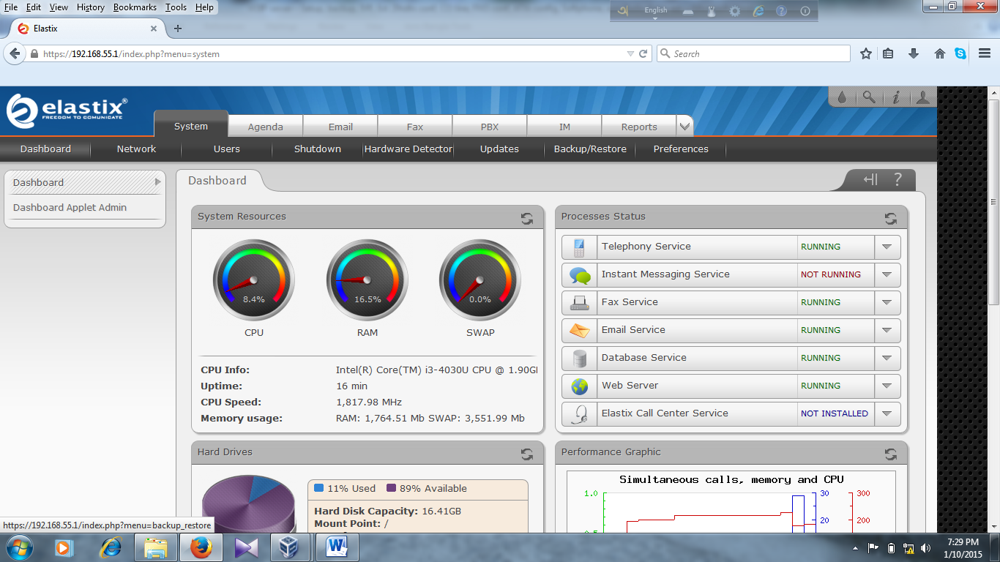 File Edit View History Bookmarks Tools Help
English
Elastix
https://192.168.55.1/index.php?menu=system
Search
elastix®
FREEDOM TO COMUNICATE
System Agenda Email Fax PBX IM Reports
Dashboard Network Users Shutdown Hardware Detector Updates Backup/Restore Preferences
Dashboard
Dashboard Applet Admin
Dashboard
System Resources
8.4% 16.5% 0.0%
CPU RAM SWAP
CPU Info: Intel(R) Core(TM) i3-4030U CPU @ 1.90GI
Uptime: 16 min
CPU Speed: 1,817.98 MHz
Memory usage: RAM: 1,764.51 Mb SWAP: 3,551.99 Mb
Processes Status
Telephony Service RUNNING
Instant Messaging Service NOT RUNNING
Fax Service RUNNING
Email Service RUNNING
Database Service RUNNING
Web Server RUNNING
Elastix Call Center Service NOT INSTALLED
Hard Drives
11% Used 89% Available
Hard Disk Capacity: 16.41GB
Mount Point: /
Performance Graphic
Simultaneous calls, memory and CPU
1.0 30 300
20 200
https://192.168.55.1/index.php?menu=backup_restore
7:29 PM
1/10/2015